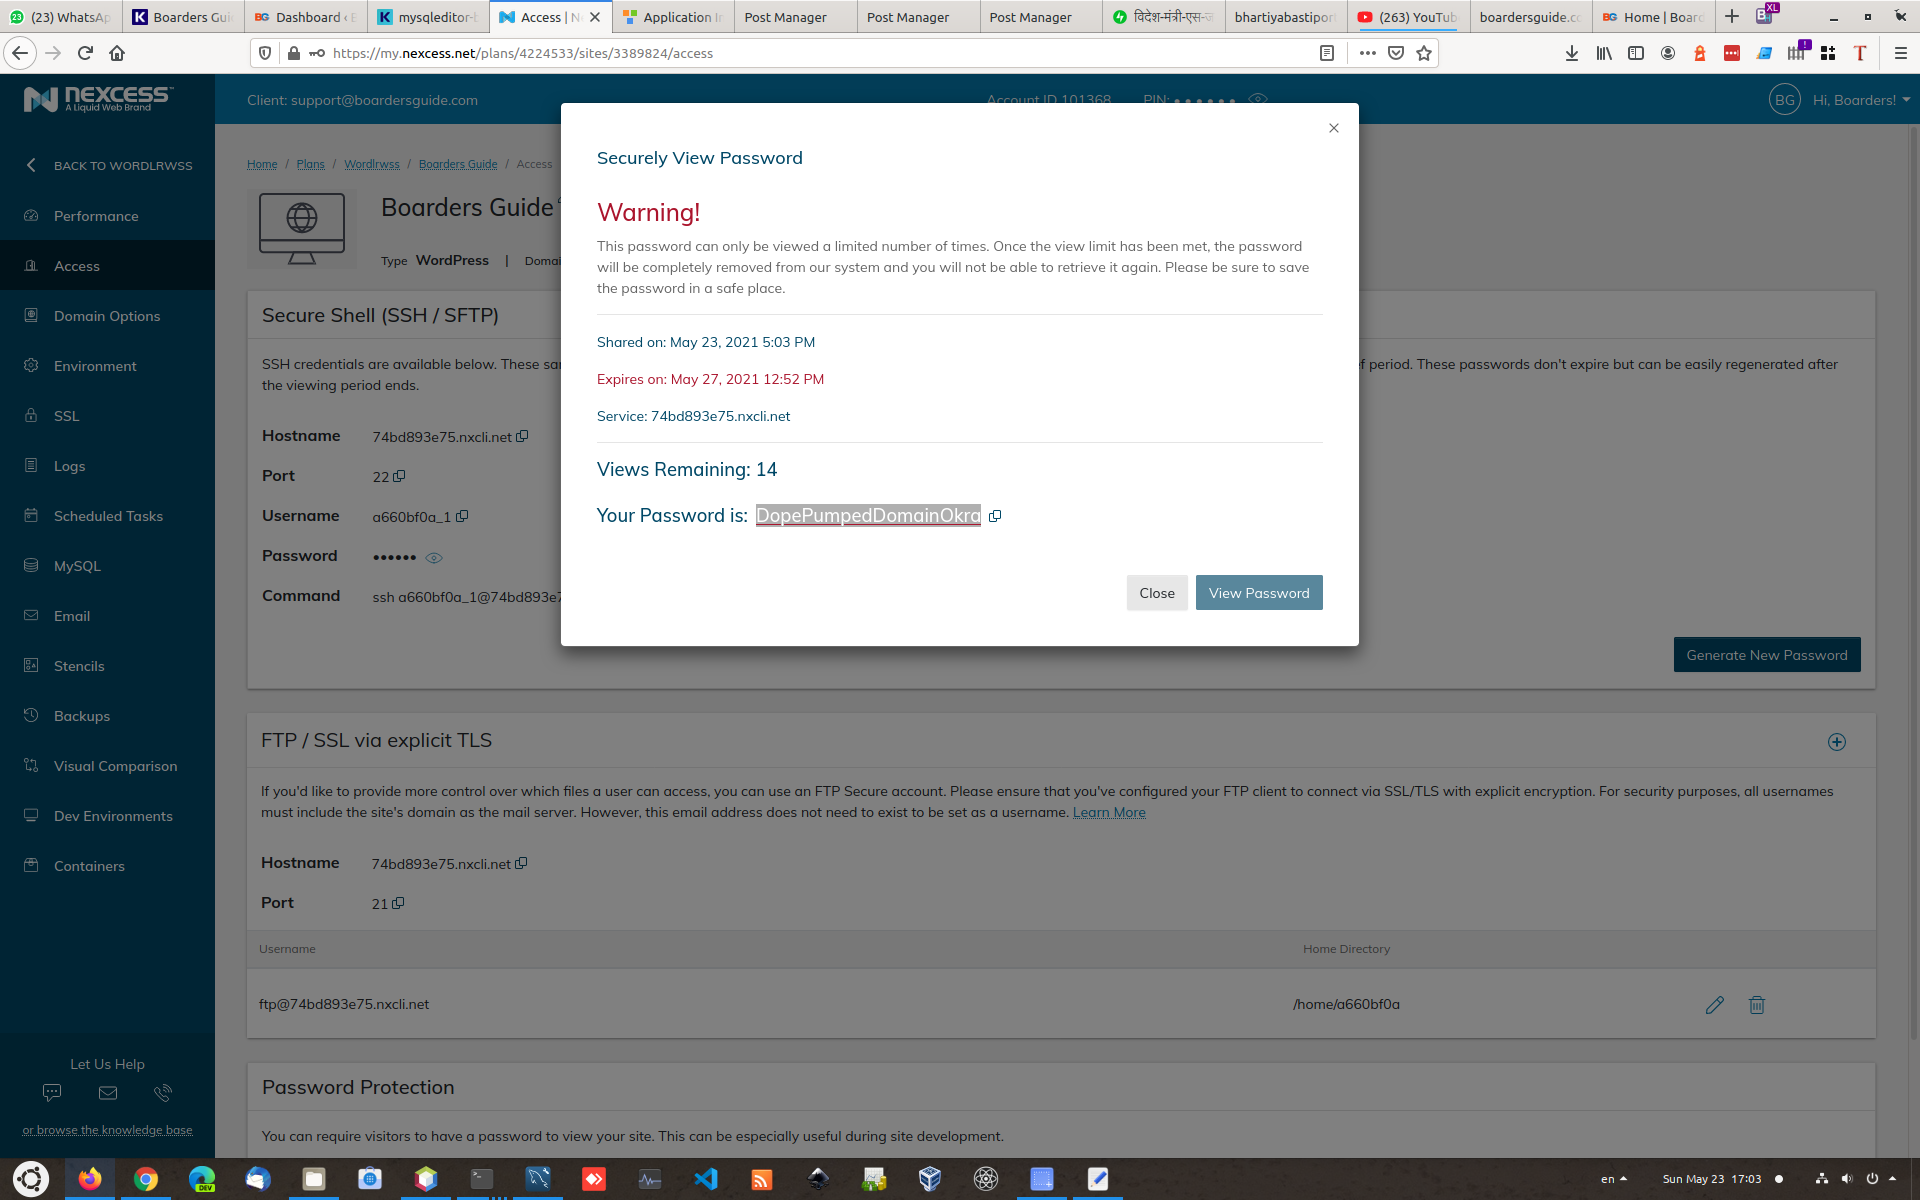 (23) WhatsA
Boarders Gui
Dashboard ‹ B
mysqleditor-b
Access | N
Application In
Post Manager
Post Manager
Post Manager
विदेश-मंत्री-एस-ज
bhartiyabastipor
(263) YouTub
boardersguide.co
Home | Board
XL
https://my.nexcess.net/plans/4224533/sites/3389824/access
NEXCESS
A Liquid Web Brand
Client: support@boardersguide.com
Account ID 101368
PIN: ••••••
BG
Hi, Boarders!
BACK TO WORDLRWSS
Performance
Access
Domain Options
Environment
SSL
Logs
Scheduled Tasks
MySQL
Email
Stencils
Backups
Visual Comparison
Dev Environments
Containers
Let Us Help
or browse the knowledge base
Home / Plans / Wordlrwss / Boarders Guide / Access
Boarders Guide
Type WordPress | Domai
Secure Shell (SSH / SFTP)
SSH credentials are available below. These sa
f period. These passwords don't expire but can be easily regenerated after
the viewing period ends.
Hostname 74bd893e75.nxcli.net
Port 22
Username a660bf0a_1
Password ••••••
Command ssh a660bf0a_1@74bd893e7
Generate New Password
Securely View Password
Warning!
This password can only be viewed a limited number of times. Once the view limit has been met, the password
will be completely removed from our system and you will not be able to retrieve it again. Please be sure to save
the password in a safe place.
Shared on: May 23, 2021 5:03 PM
Expires on: May 27, 2021 12:52 PM
Service: 74bd893e75.nxcli.net
Views Remaining: 14
Your Password is: DopePumpedDomainOkra
Close
View Password
FTP / SSL via explicit TLS
If you'd like to provide more control over which files a user can access, you can use an FTP Secure account. Please ensure that you've configured your FTP client to connect via SSL/TLS with explicit encryption. For security purposes, all usernames
must include the site's domain as the mail server. However, this email address does not need to exist to be set as a username. Learn More
Hostname 74bd893e75.nxcli.net
Port 21
Username
Home Directory
ftp@74bd893e75.nxcli.net
/home/a660bf0a
Password Protection
You can require visitors to have a password to view your site. This can be especially useful during site development.
DEV
en
Sun May 23 17:03